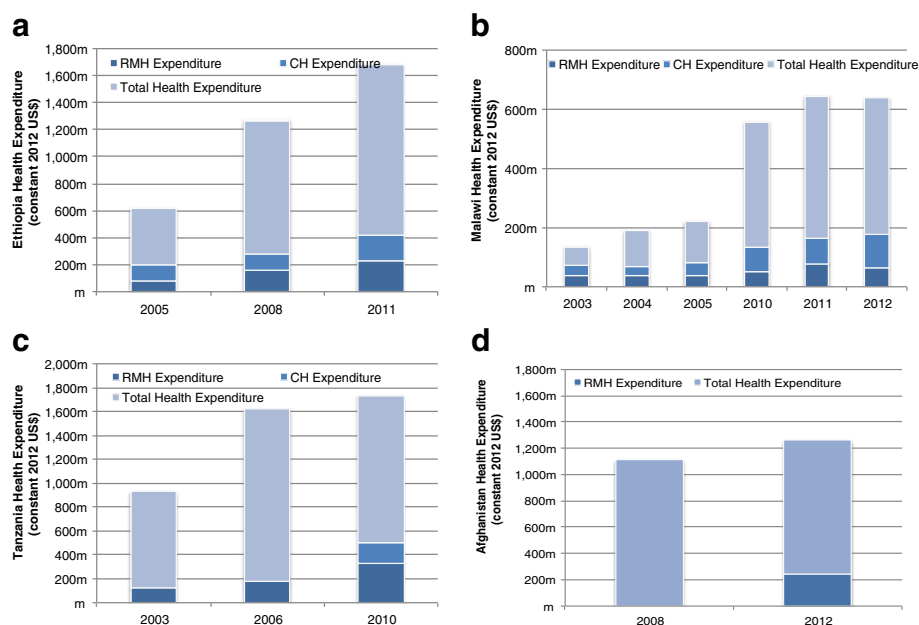 a
Ethiopia Health Expenditure
(constant 2012 US$)
1,800m
1,600m
1,400m
1,200m
1,000m
800m
600m
400m
200m
m
RMH Expenditure
CH Expenditure
Total Health Expenditure
2005
2008
2011
b
Malawi Health Expenditure
(constant 2012 US$)
800m
600m
400m
200m
m
RMH Expenditure
CH Expenditure
Total Health Expenditure
2003
2004
2005
2010
2011
2012
c
Tanzania Health Expenditure
(constant 2012 US$)
2,000m
1,800m
1,600m
1,400m
1,200m
1,000m
800m
600m
400m
200m
m
RMH Expenditure
CH Expenditure
Total Health Expenditure
2003
2006
2010
d
Afghanistan Health Expenditure
(constant 2012 US$)
1,800m
1,600m
1,400m
1,200m
1,000m
800m
600m
400m
200m
m
RMH Expenditure
Total Health Expenditure
2008
2012